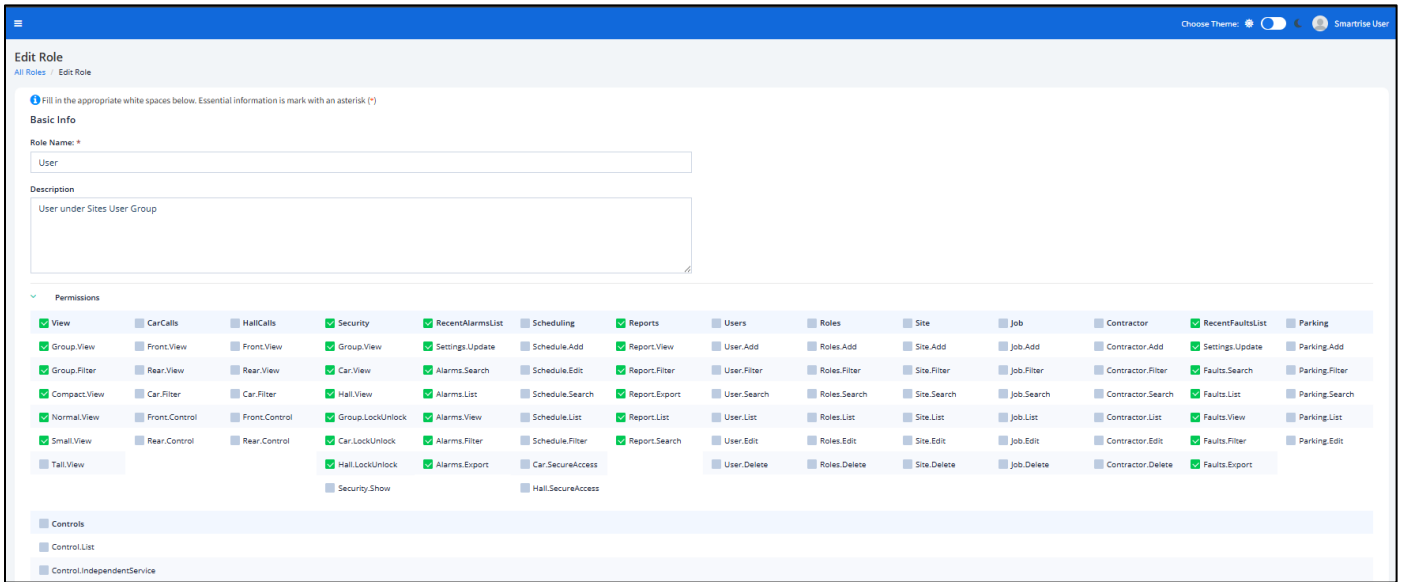 Choose Theme: Smartrise User
Edit Role
All Roles / Edit Role
Fill in the appropriate white spaces below. Essential information is mark with an asterisk (*)
Basic Info
Role Name: *
User
Description
User under Sites User Group
Permissions
View CarCalls HallCalls Security RecentAlarmsList Scheduling Reports Users Roles Site Job Contractor RecentFaultsList Parking
Group.View Front.View Front.View Group.View Settings.Update Schedule.Add Report.View User.Add Roles.Add Site.Add Job.Add Contractor.Add Settings.Update Parking.Add
Group.Filter Rear.View Rear.View Car.View Alarms.Search Schedule.Edit Report.Filter User.Filter Roles.Filter Site.Filter Job.Filter Contractor.Filter Faults.Search Parking.Filter
Compact.View Car.Filter Car.Filter Hall.View Alarms.List Schedule.Search Report.Export User.Search Roles.Search Site.Search Job.Search Contractor.Search Faults.List Parking.Search
Normal.View Front.Control Front.Control Group.LockUnlock Alarms.View Schedule.List Report.List User.List Roles.List Site.List Job.List Contractor.List Faults.View Parking.List
Small.View Rear.Control Rear.Control Car.LockUnlock Alarms.Filter Schedule.Filter Report.Search User.Edit Roles.Edit Site.Edit Job.Edit Contractor.Edit Faults.Filter Parking.Edit
Tall.View Hall.LockUnlock Alarms.Export Car.SecureAccess User.Delete Roles.Delete Site.Delete Job.Delete Contractor.Delete Faults.Export
Security.Show Hall.SecureAccess
Controls
Control.List
Control.IndependentService